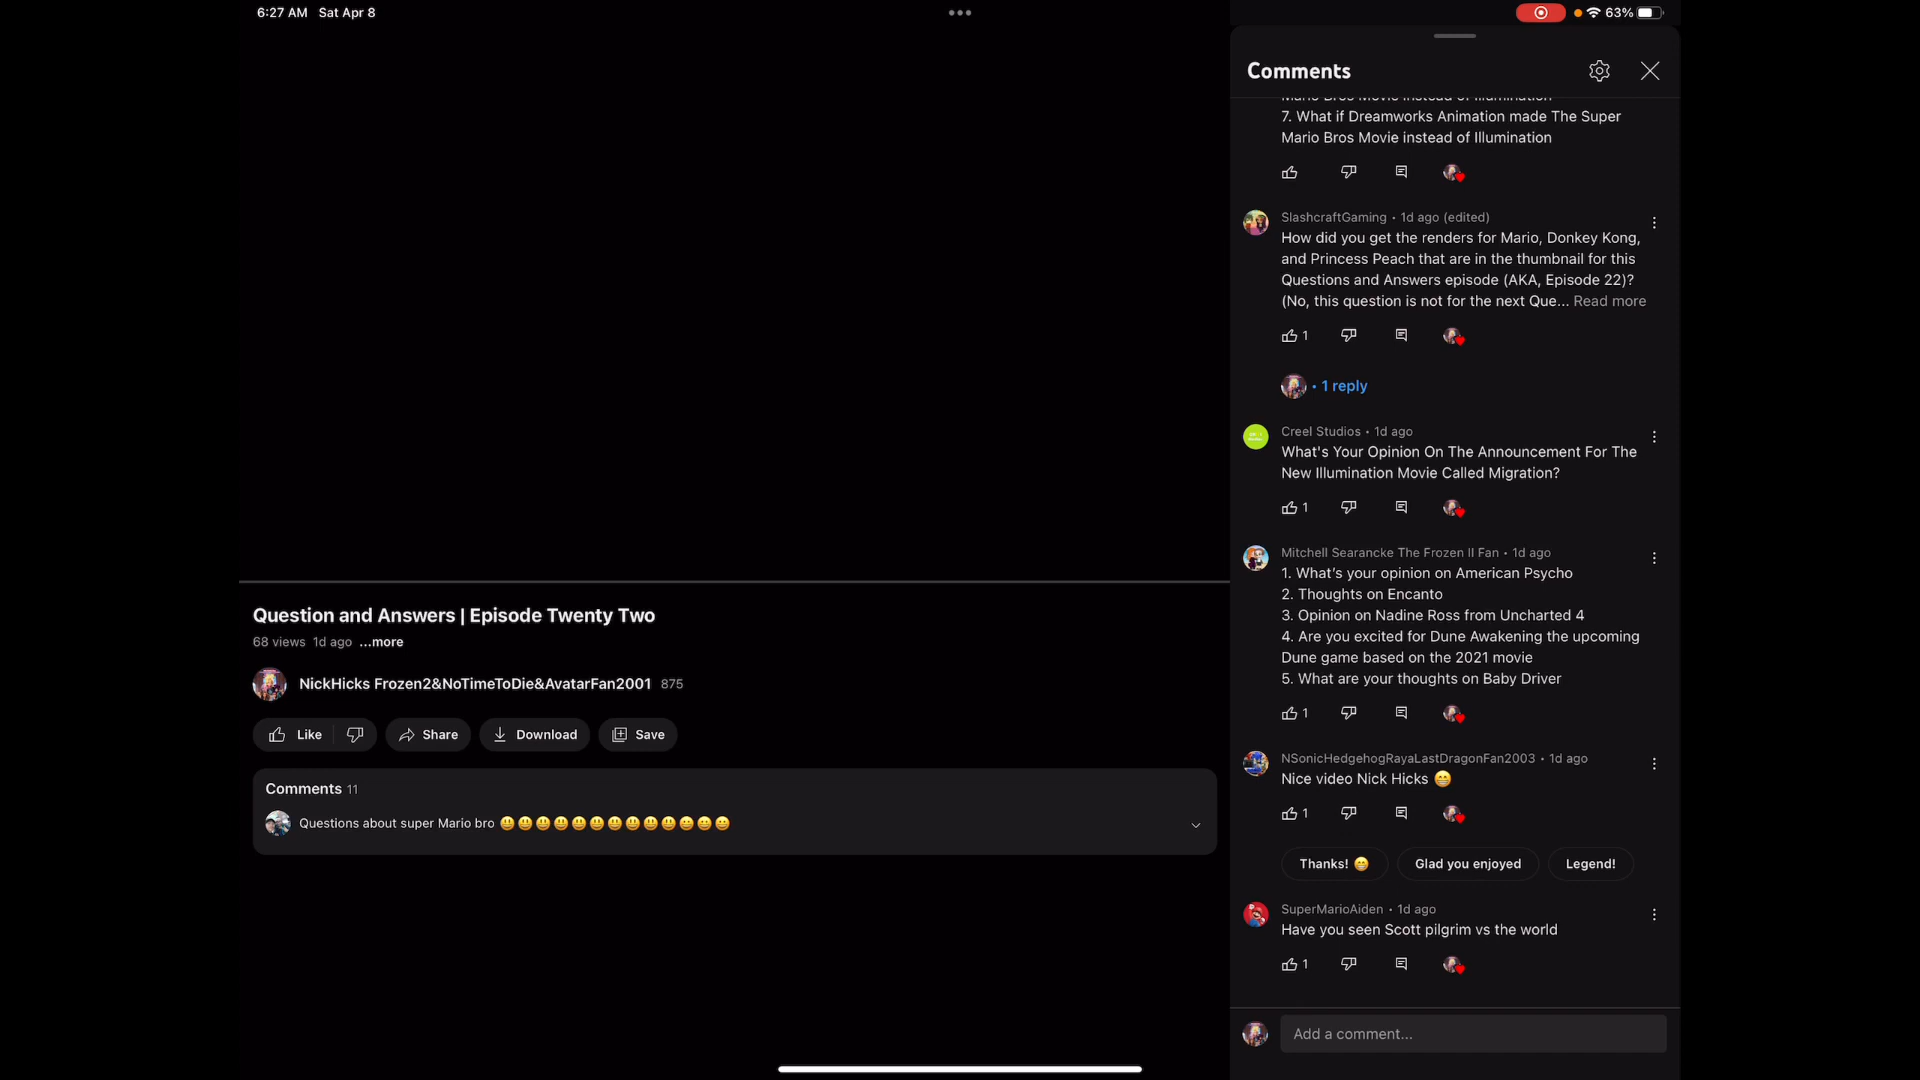 6:27 AM Sat Apr 8
63%
Question and Answers | Episode Twenty Two
68 views 1d ago ...more
NickHicks Frozen2&NoTimeToDie&AvatarFan2001 875
Like
Share
Download
Save
Comments 11
Questions about super Mario bro 😃😃😃😃😃😃😃😃😃😃😄😄😄
Comments
Mario Bros Movie instead of Illumination
7. What if Dreamworks Animation made The Super
Mario Bros Movie instead of Illumination
SlashcraftGaming • 1d ago (edited)
How did you get the renders for Mario, Donkey Kong,
and Princess Peach that are in the thumbnail for this
Questions and Answers episode (AKA, Episode 22)?
(No, this question is not for the next Que... Read more
1
• 1 reply
Creel Studios • 1d ago
What's Your Opinion On The Announcement For The
New Illumination Movie Called Migration?
1
Mitchell Searancke The Frozen II Fan • 1d ago
1. What's your opinion on American Psycho
2. Thoughts on Encanto
3. Opinion on Nadine Ross from Uncharted 4
4. Are you excited for Dune Awakening the upcoming
Dune game based on the 2021 movie
5. What are your thoughts on Baby Driver
1
NSonicHedgehogRayaLastDragonFan2003 • 1d ago
Nice video Nick Hicks 😁
1
Thanks! 😁
Glad you enjoyed
Legend!
SuperMarioAiden • 1d ago
Have you seen Scott pilgrim vs the world
1
Add a comment...